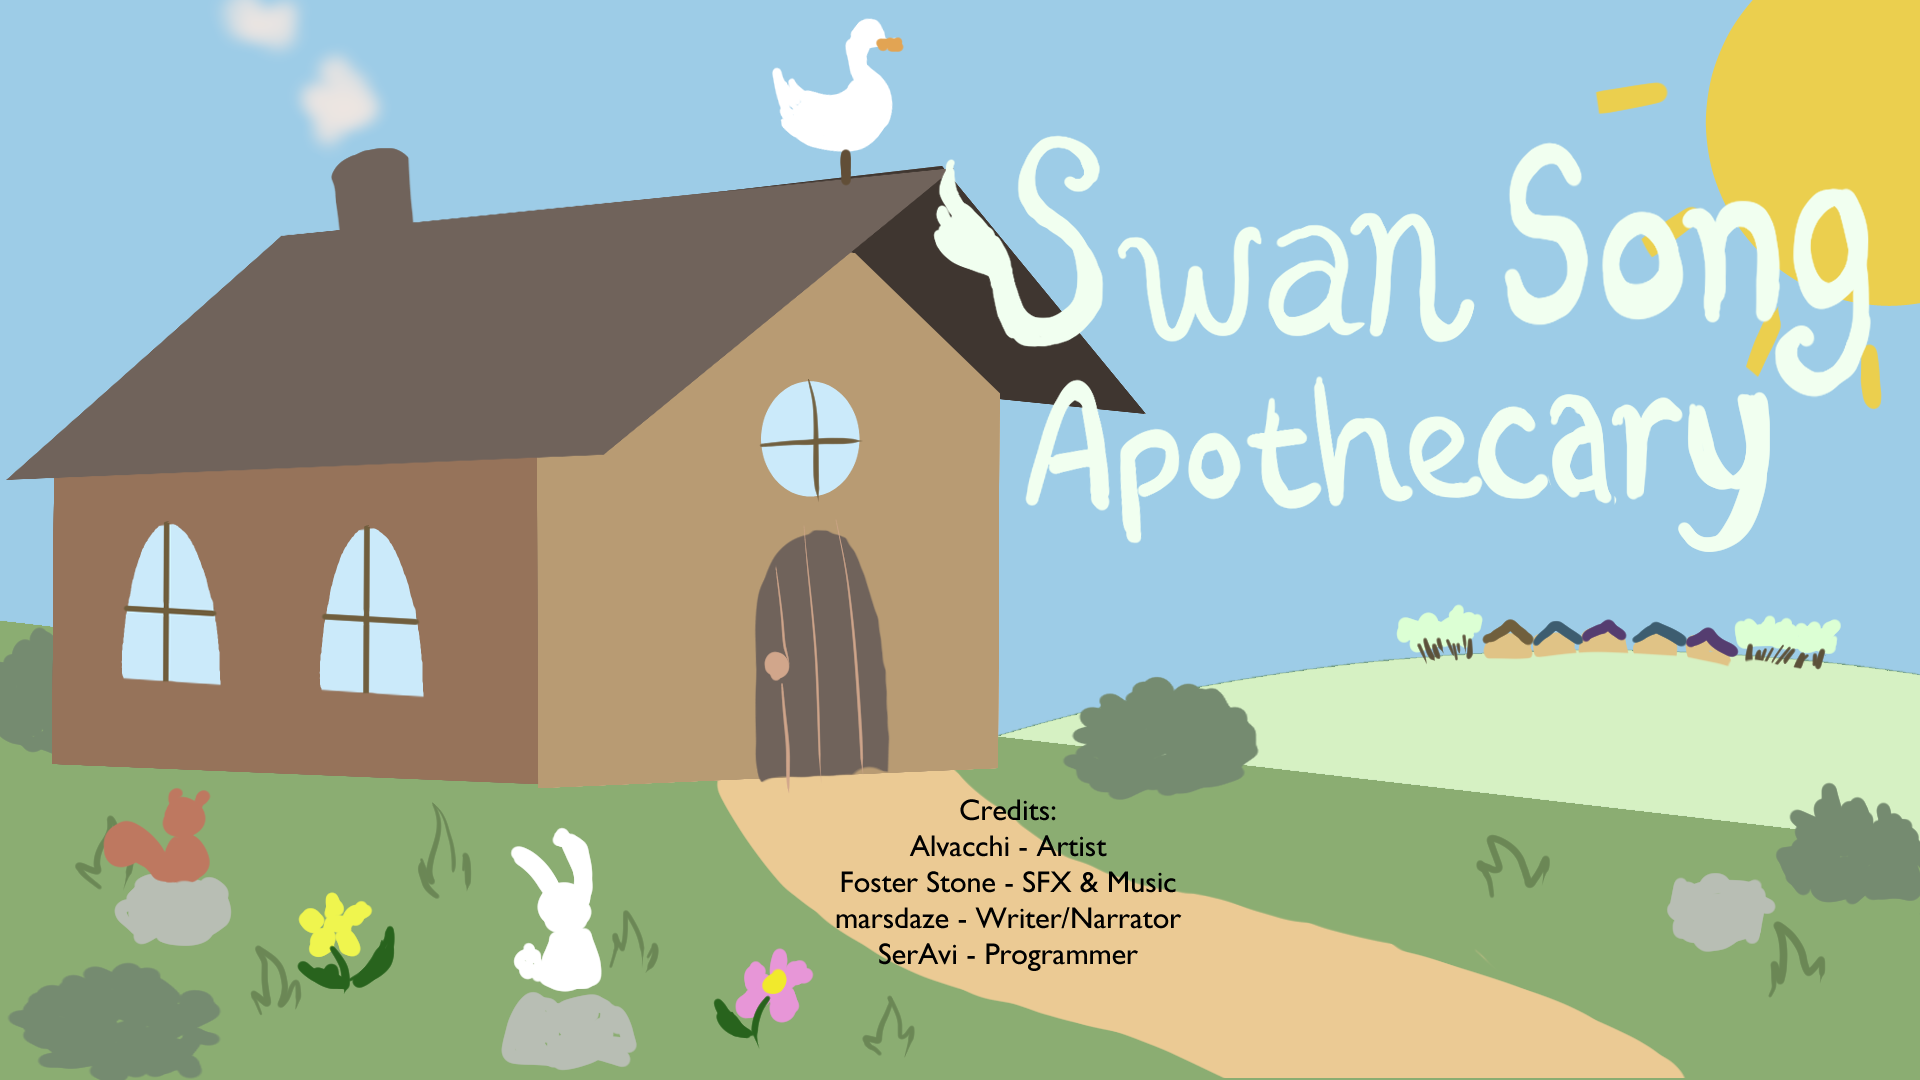 Swan Song
Apothecary
Credits:
Alvacchi - Artist
Foster Stone - SFX & Music
marsdaze - Writer/Narrator
SerAvi - Programmer